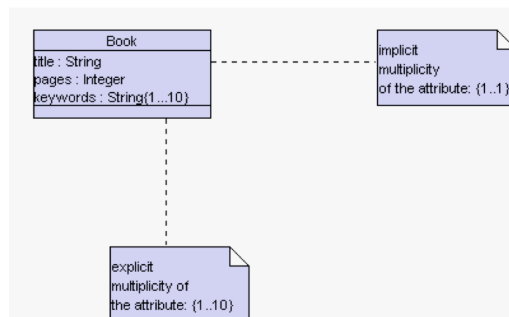 Book
title : String
pages : Integer
keywords : String{1...10}
implicit
multiplicity
of the attribute: {1..1}
explicit
multiplicity of
the attribute: {1..10}